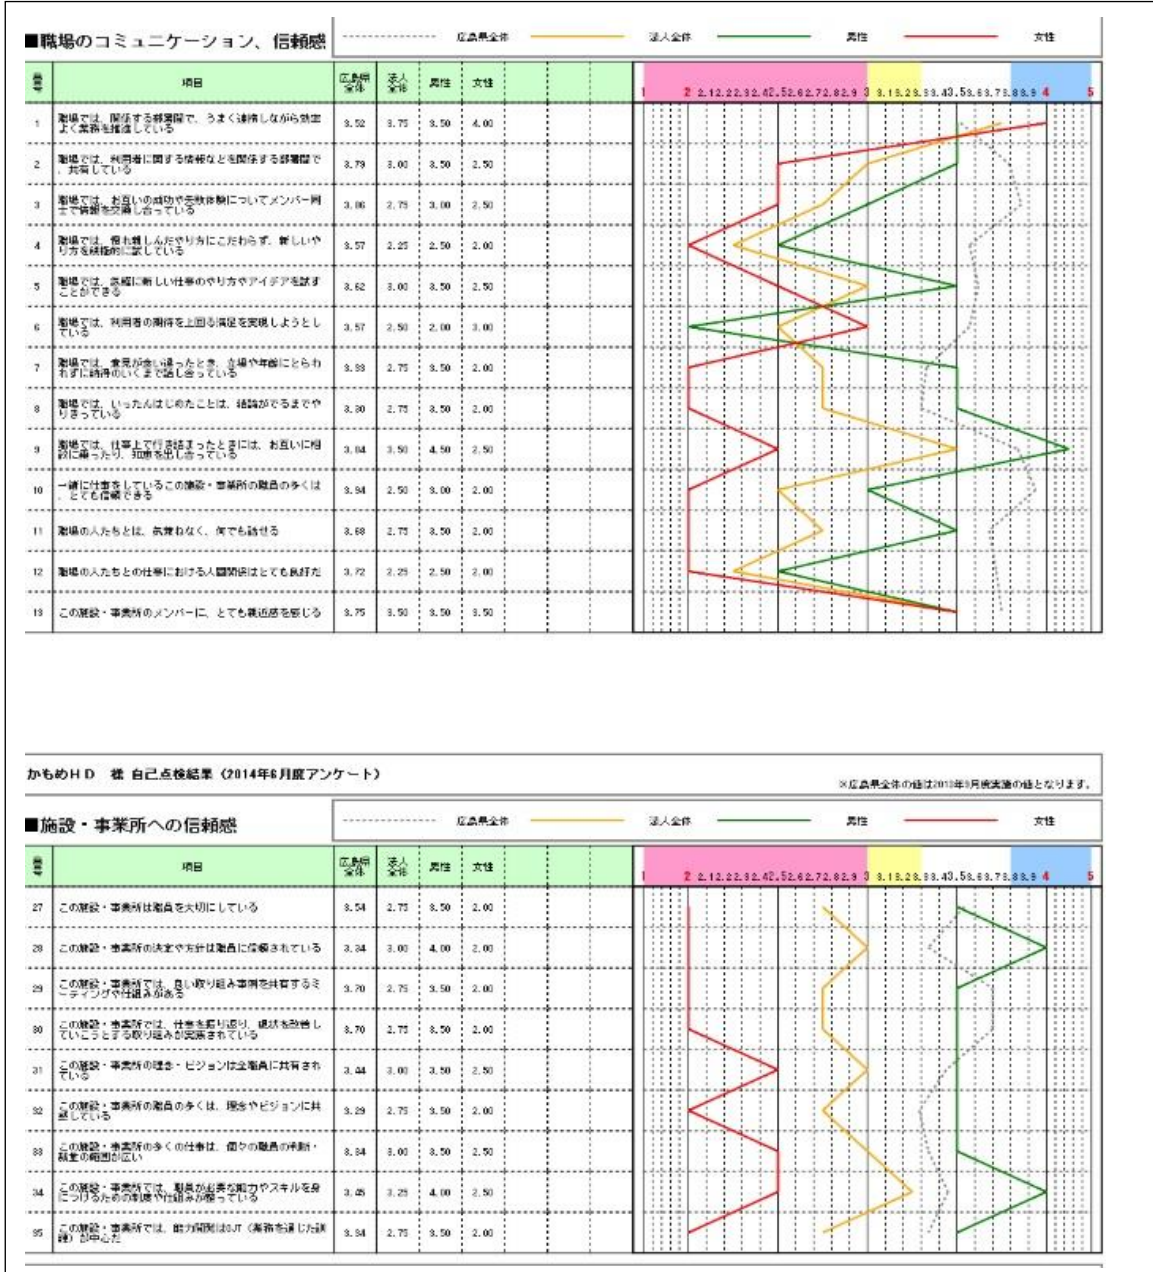 ■職場のコミュニケーション、信頼感
広島県全体 法人全体 男性 女性
番号 項目 広島県全体 法人全体 男性 女性
1 2 2.12.22.32.42.52.62.72.82.9 3 3.13.23.33.43.53.63.73.83.9 4 5
1 職場では、関係する部署間で、うまく連携しながら効率 3.52 3.75 3.50 4.00
よく業務を推進している
2 職場では、利用者に関する情報などを関係する部署間で 3.79 3.00 3.50 2.50
、共有している
3 職場では、お互いの成功や失敗体験についてメンバー同 3.86 2.75 3.00 2.50
士で情報を交換し合っている
4 職場では、慣れ親しんだやり方にこだわらず、新しいや 3.57 2.25 2.50 2.00
り方を積極的に試している
5 職場では、気軽に新しい仕事のやり方やアイデアを試す 3.62 3.00 3.50 2.50
ことができる
6 職場では、利用者の期待を上回る満足を実現しようとし 3.57 2.50 2.00 3.00
ている
7 職場では、意見が食い違ったとき、立場や年齢にとらわ 3.33 2.75 3.50 2.00
れずに納得のいくまで話し合っている
8 職場では、いったんはじめたことは、結論がでるまでや 3.30 2.75 3.50 2.00
りきっている
9 職場では、仕事上で行き詰まったときには、お互いに相 3.84 3.50 4.50 2.50
談に乗ったり、知恵を出し合っている
10 一緒に仕事をしているこの施設・事業所の職員の多くは 3.94 2.50 3.00 2.00
、とても信頼できる
11 職場の人たちとは、気兼ねなく、何でも話せる 3.68 2.75 3.50 2.00
12 職場の人たちとの仕事における人間関係はとても良好だ 3.72 2.25 2.50 2.00
13 この施設・事業所のメンバーに、とても親近感を感じる 3.75 3.50 3.50 3.50
かもめHD 様 自己点検結果（2014年6月度アンケート）
※広島県全体の値は2013年9月度実施の値となります。
■施設・事業所への信頼感
広島県全体 法人全体 男性 女性
番号 項目 広島県全体 法人全体 男性 女性
1 2 2.12.22.32.42.52.62.72.82.9 3 3.13.23.33.43.53.63.73.83.9 4 5
27 この施設・事業所は職員を大切にしている 3.54 2.75 3.50 2.00
28 この施設・事業所の決定や方針は職員に信頼されている 3.34 3.00 4.00 2.00
29 この施設・事業所では、良い取り組み事例を共有するミ 3.70 2.75 3.50 2.00
ーティングや仕組みがある
30 この施設・事業所では、仕事を振り返り、現状を改善し 3.70 2.75 3.50 2.00
ていこうとする取り組みが実施されている
31 この施設・事業所の理念・ビジョンは全職員に共有され 3.44 3.00 3.50 2.50
ている
32 この施設・事業所の職員の多くは、理念やビジョンに共 3.29 2.75 3.50 2.00
感している
33 この施設・事業所の多くの仕事は、個々の職員の判断・ 3.34 3.00 3.50 2.50
裁量の範囲が広い
34 この施設・事業所では、職員が必要な能力やスキルを身 3.45 3.25 4.00 2.50
につけるための制度や仕組みが整っている
35 この施設・事業所では、能力開発はOJT（業務を通じた訓 3.34 2.75 3.50 2.00
練）が中心だ